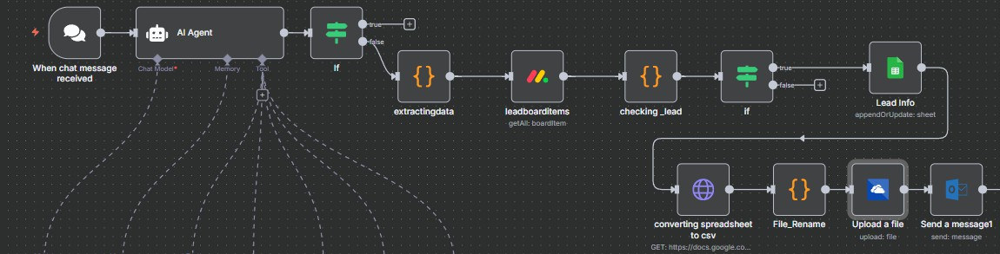 AI Agent
true
false
Chat Model*
Memory
Tool
When chat message
received
If
extractingdata
leadboarditems
getAll: boardItem
checking _lead
if
true
false
Lead Info
appendOrUpdate: sheet
converting spreadsheet
to csv
GET: https://docs.google.co...
File_Rename
Upload a file
upload: file
Send a message1
send: message